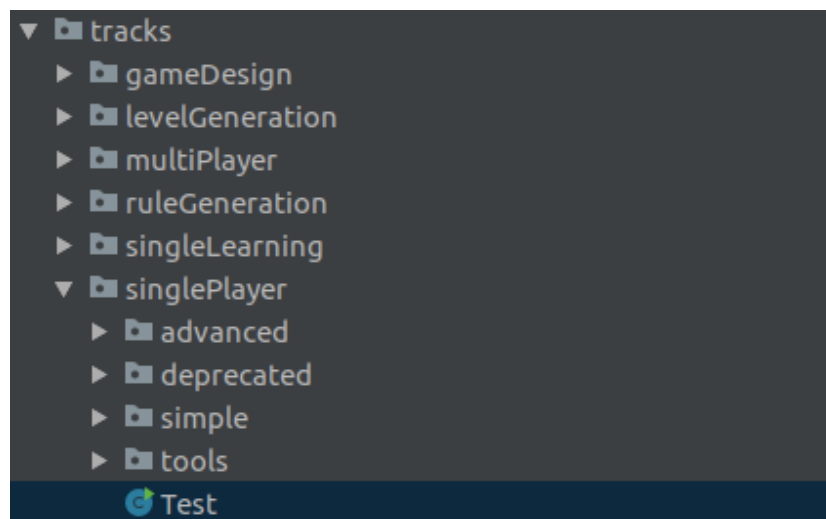 tracks
gameDesign
levelGeneration
multiPlayer
ruleGeneration
singleLearning
singlePlayer
advanced
deprecated
simple
tools
Test